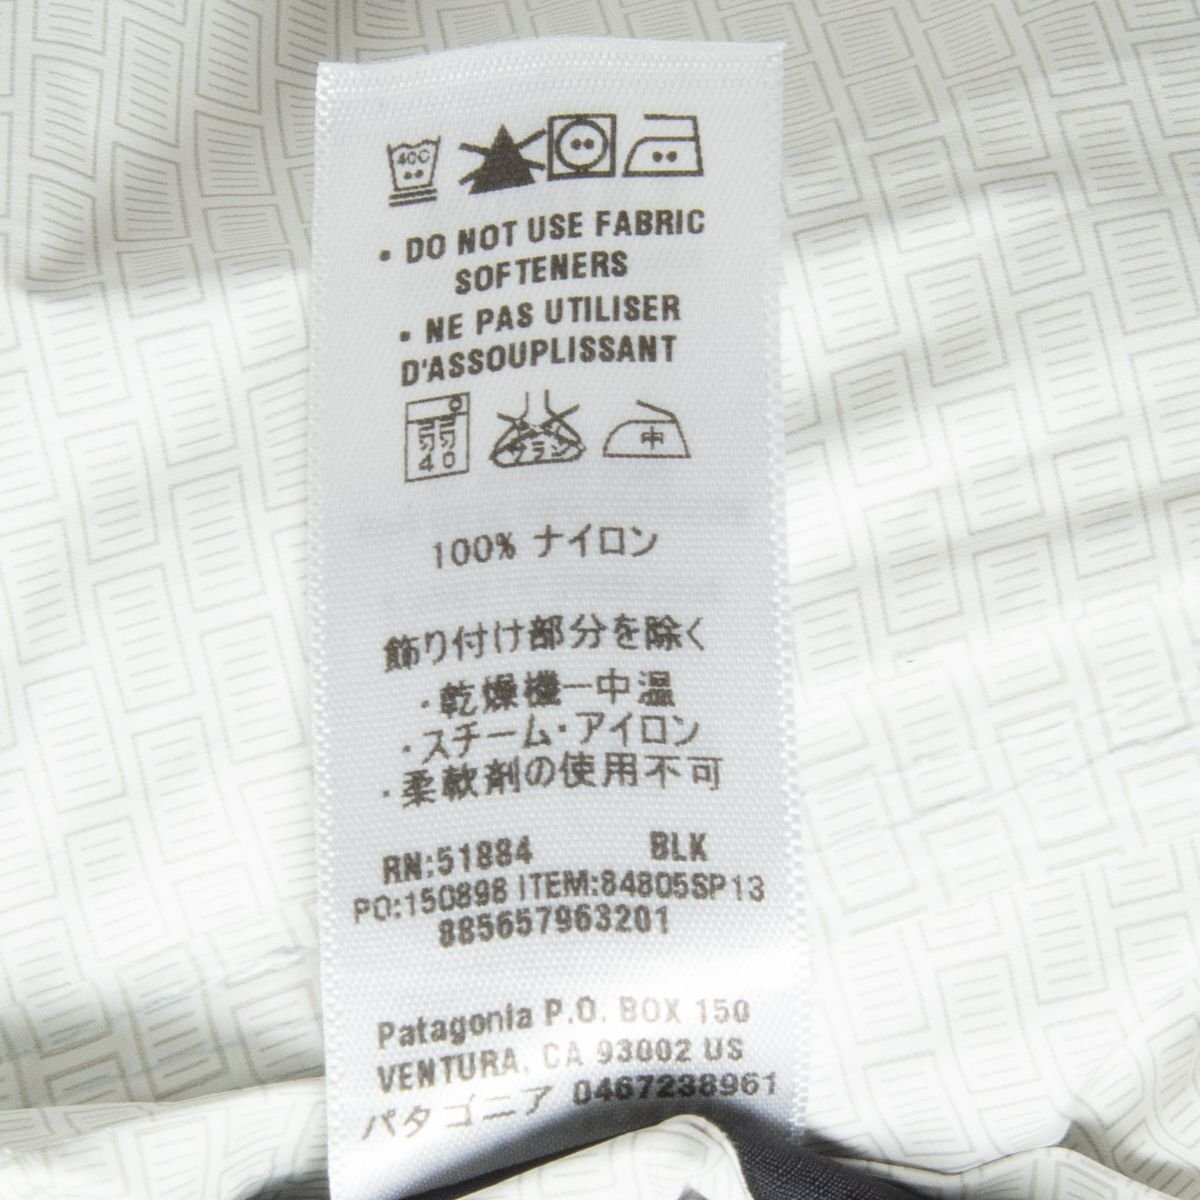 40C
• DO NOT USE FABRIC
SOFTENERS
• NE PAS UTILISER
D'ASSOUPLISSANT
40 中
100% ナイロン
飾り付け部分を除く
・乾燥機ー中温
・スチーム・アイロン
・柔軟剤の使用不可
RN:51884 BLK
PO:150898 ITEM:84805SP13
885657963201
Patagonia P.O. BOX 150
VENTURA, CA 93002 US
パタゴニア 0467238961